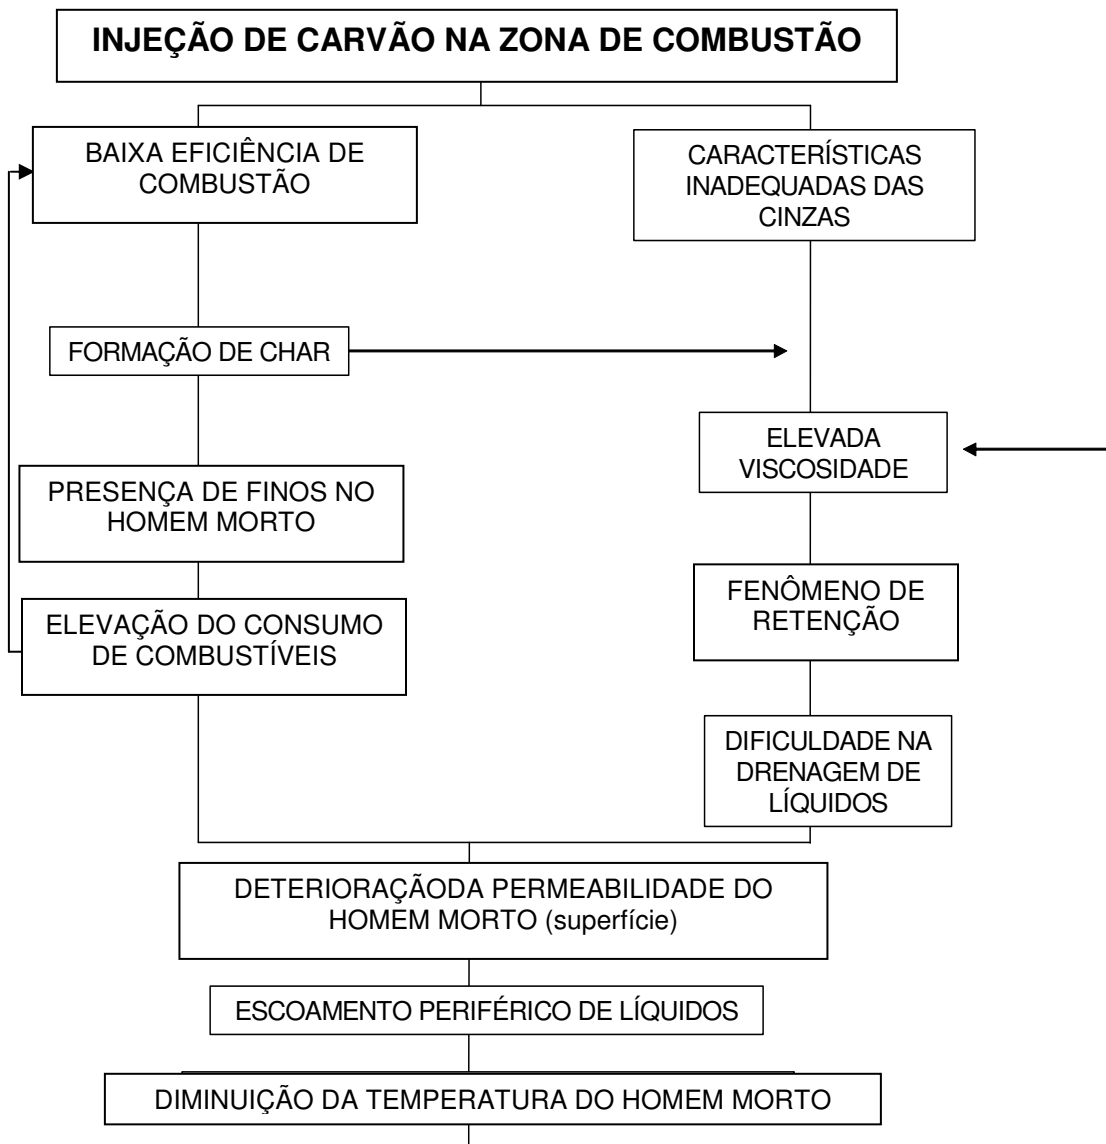 INJEÇÃO DE CARVÃO NA ZONA DE COMBUSTÃO
BAIXA EFICIÊNCIA DE
COMBUSTÃO
CARACTERÍSTICAS
INADEQUADAS DAS
CINZAS
FORMAÇÃO DE CHAR
ELEVADA
VISCOSIDADE
PRESENÇA DE FINOS NO
HOMEM MORTO
FENÔMENO DE
RETENÇÃO
ELEVAÇÃO DO CONSUMO
DE COMBUSTÍVEIS
DIFICULDADE NA
DRENAGEM DE
LÍQUIDOS
DETERIORAÇÃODA PERMEABILIDADE DO
HOMEM MORTO (superfície)
ESCOAMENTO PERIFÉRICO DE LÍQUIDOS
DIMINUIÇÃO DA TEMPERATURA DO HOMEM MORTO